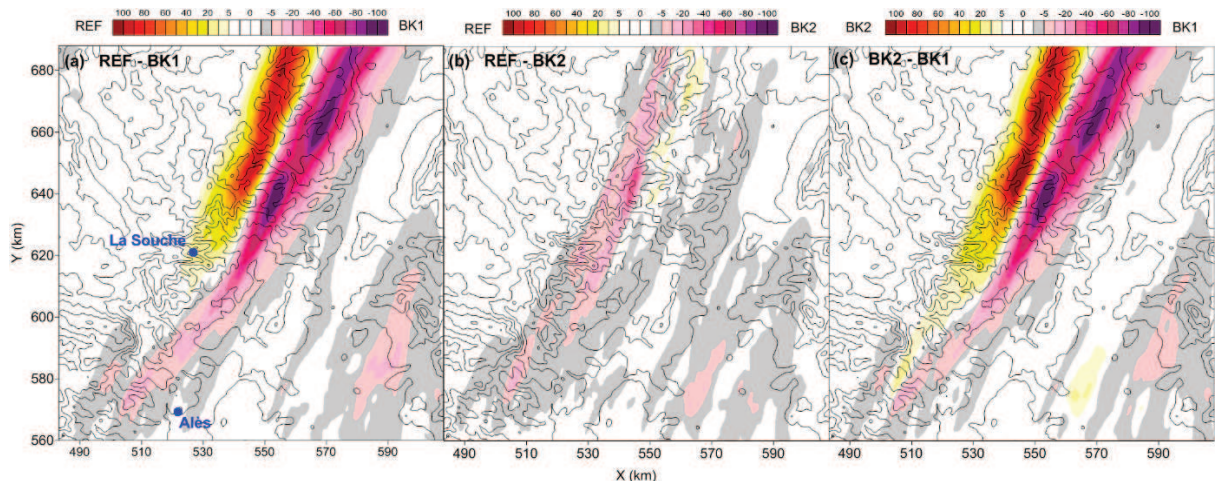 100 80 60 40 20 5 0 0 -5 -20 -40 -60 -80 -100
REF BK1
100 80 60 40 20 5 0 0 -5 -20 -40 -60 -80 -100
REF BK2
100 80 60 40 20 5 0 0 -5 -20 -40 -60 -80 -100
BK2 BK1
(a) REF - BK1
(b) REF - BK2
(c) BK2 - BK1
680
660
640
620
600
580
560
Y (km)
La Souche
Alès
490 510 530 550 570 590
490 510 530 550 570 590
490 510 530 550 570 590
X (km)